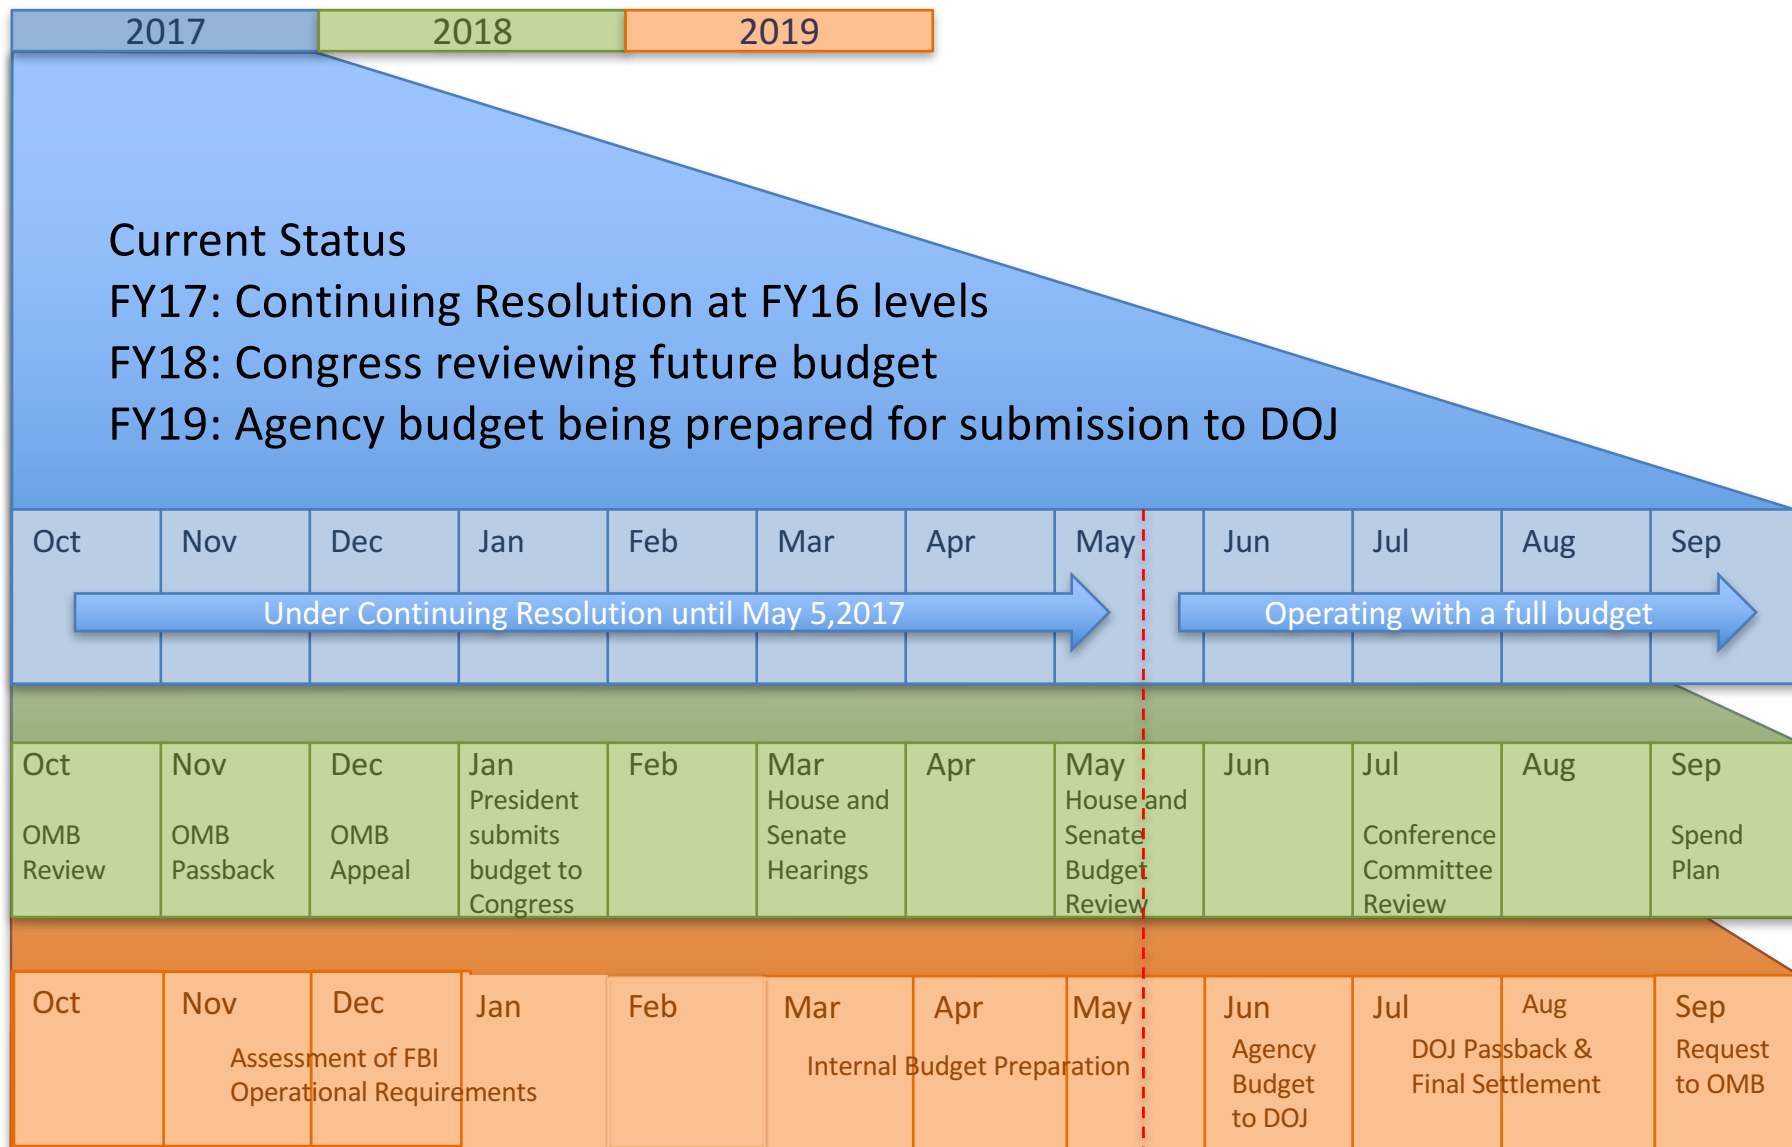 2017 2018 2019
Current Status
FY17: Continuing Resolution at FY16 levels
FY18: Congress reviewing future budget
FY19: Agency budget being prepared for submission to DOJ
Oct Nov Dec Jan Feb Mar Apr May Jun Jul Aug Sep
Under Continuing Resolution until May 5,2017
Operating with a full budget
Oct
OMB
Review
Nov
OMB
Passback
Dec
OMB
Appeal
Jan
President
submits
budget to
Congress
Feb
Mar
House and
Senate
Hearings
Apr
May
House and
Senate
Budget
Review
Jun
Jul
Conference
Committee
Review
Aug
Sep
Spend
Plan
Oct Nov Dec Jan Feb Mar Apr May Jun Jul Aug Sep
Assessment of FBI
Operational Requirements
Internal Budget Preparation
Agency
Budget
to DOJ
DOJ Passback &
Final Settlement
Request
to OMB